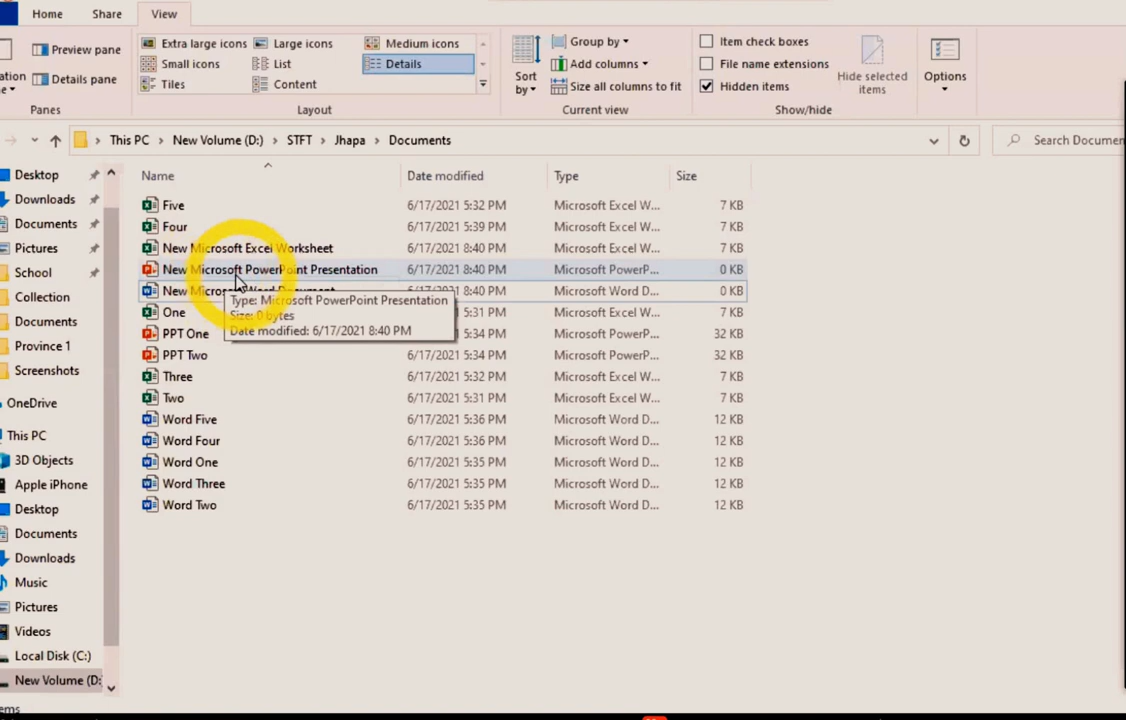 Home Share View
Preview pane
Details pane
Panes
Extra large icons Large icons Medium icons
Small icons List Details
Tiles Content
Layout
Sort by
Group by
Add columns
Size all columns to fit
Current view
Item check boxes
File name extensions
Hidden items
Hide selected items
Show/hide
Options
This PC > New Volume (D:) > STFT > Jhapa > Documents
Search Documen
Desktop
Downloads
Documents
Pictures
School
Collection
Documents
Province 1
Screenshots
OneDrive
This PC
3D Objects
Apple iPhone
Desktop
Documents
Downloads
Music
Pictures
Videos
Local Disk (C:)
New Volume (D:
Name Date modified Type Size
Five 6/17/2021 5:32 PM Microsoft Excel W... 7 KB
Four 6/17/2021 5:39 PM Microsoft Excel W... 7 KB
New Microsoft Excel Worksheet 6/17/2021 8:40 PM Microsoft Excel W... 7 KB
New Microsoft PowerPoint Presentation 6/17/2021 8:40 PM Microsoft PowerP... 0 KB
New Microsoft Word Document 8:40 PM Microsoft Word D... 0 KB
Type: Microsoft PowerPoint Presentation
Size: 0 bytes
Date modified: 6/17/2021 8:40 PM
One 5:31 PM Microsoft Excel W... 7 KB
PPT One 5:34 PM Microsoft PowerP... 32 KB
PPT Two 6/17/2021 5:34 PM Microsoft PowerP... 32 KB
Three 6/17/2021 5:32 PM Microsoft Excel W... 7 KB
Two 6/17/2021 5:31 PM Microsoft Excel W... 7 KB
Word Five 6/17/2021 5:36 PM Microsoft Word D... 12 KB
Word Four 6/17/2021 5:36 PM Microsoft Word D... 12 KB
Word One 6/17/2021 5:35 PM Microsoft Word D... 12 KB
Word Three 6/17/2021 5:35 PM Microsoft Word D... 12 KB
Word Two 6/17/2021 5:35 PM Microsoft Word D... 12 KB